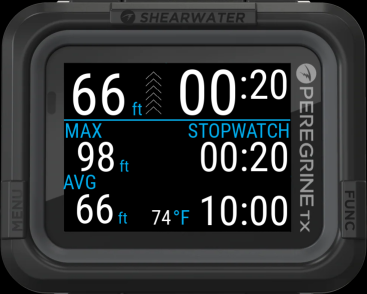 SHEARWATER
66 ft 00:20
MAX STOPWATCH
98 ft 00:20
AVG
66 ft 74°F 10:00
PEREGRINE TX
MENU
FUNC